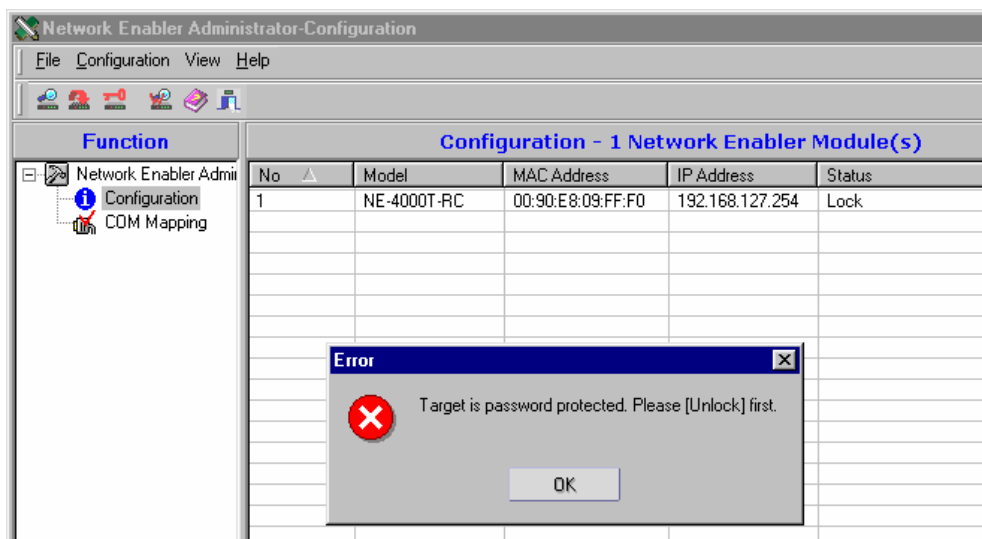 Network Enabler Administrator-Configuration
File Configuration View Help
Function
Configuration - 1 Network Enabler Module(s)
Network Enabler Admi
Configuration
COM Mapping
No Model MAC Address IP Address Status
1 NE-4000T-RC 00:90:E8:09:FF:F0 192.168.127.254 Lock
Error
Target is password protected. Please [Unlock] first.
OK